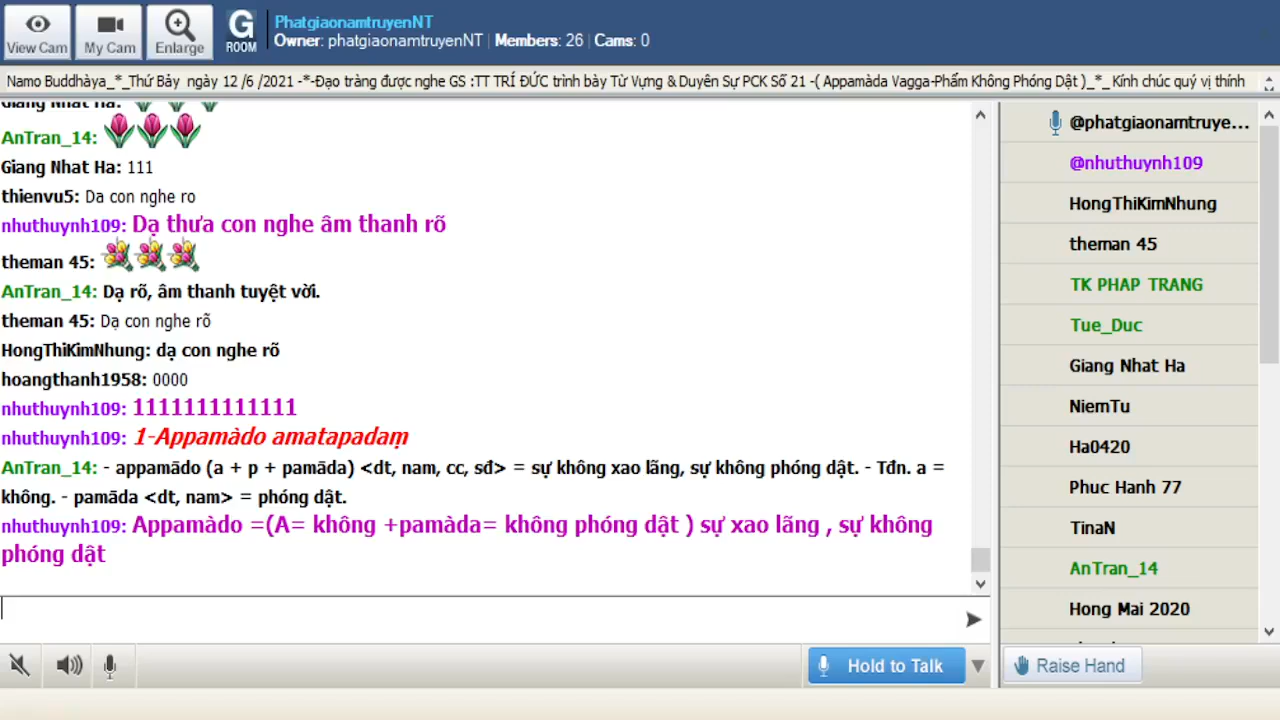 View Cam
My Cam
Enlarge
G
ROOM
PhatgiaonamtruyenNT
Owner: phatgiaonamtruyenNT | Members: 26 | Cams: 0
Namo Buddhàya_*_Thứ Bảy ngày 12 /6 /2021 -*-Đạo tràng được nghe GS :TT TRÍ ĐỨC trình bày Từ Vựng & Duyên Sự PCK Số 21 -( Appamàda Vagga-Phẩm Không Phóng Dật )_*_ Kính chúc quý vị thính
Giang Nhat Ha:
AnTran_14:
Giang Nhat Ha: 111
thienvu5: Da con nghe ro
nhuthuynh109: Dạ thưa con nghe âm thanh rõ
theman 45:
AnTran_14: Dạ rõ, âm thanh tuyệt vời.
theman 45: Dạ con nghe rõ
HongThiKimNhung: dạ con nghe rõ
hoangthanh1958: 0000
nhuthuynh109: 1111111111111
nhuthuynh109: 1-Appamàdo amatapadaṃ
AnTran_14: - appamādo (a + p + pamāda) <dt, nam, cc, sđ> = sự không xao lãng, sự không phóng dật. - Tđn. a =
không. - pamāda <dt, nam> = phóng dật.
nhuthuynh109: Appamàdo =(A= không +pamàda= không phóng dật ) sự xao lãng , sự không
phóng dật
Hold to Talk
@phatgiaonamtruye...
@nhuthuynh109
HongThiKimNhung
theman 45
TK PHAP TRANG
Tue_Duc
Giang Nhat Ha
NiemTu
Ha0420
Phuc Hanh 77
TinaN
AnTran_14
Hong Mai 2020
Raise Hand